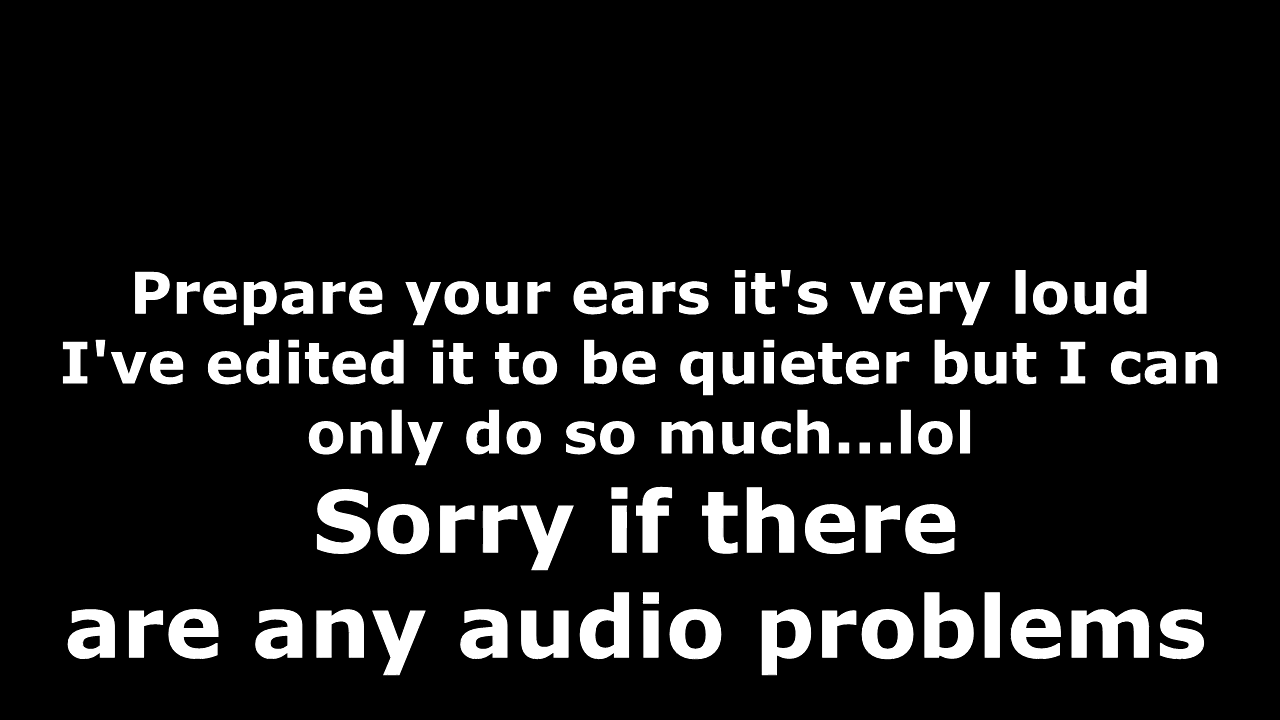 Prepare your ears it's very loud
I've edited it to be quieter but I can
only do so much...lol
Sorry if there
are any audio problems